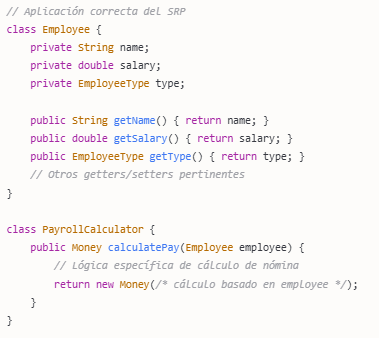 // Aplicación correcta del SRP
class Employee {
    private String name;
    private double salary;
    private EmployeeType type;

    public String getName() { return name; }
    public double getSalary() { return salary; }
    public EmployeeType getType() { return type; }
    // Otros getters/setters pertinentes
}

class PayrollCalculator {
    public Money calculatePay(Employee employee) {
        // Lógica específica de cálculo de nómina
        return new Money(/* cálculo basado en employee */);
    }
}